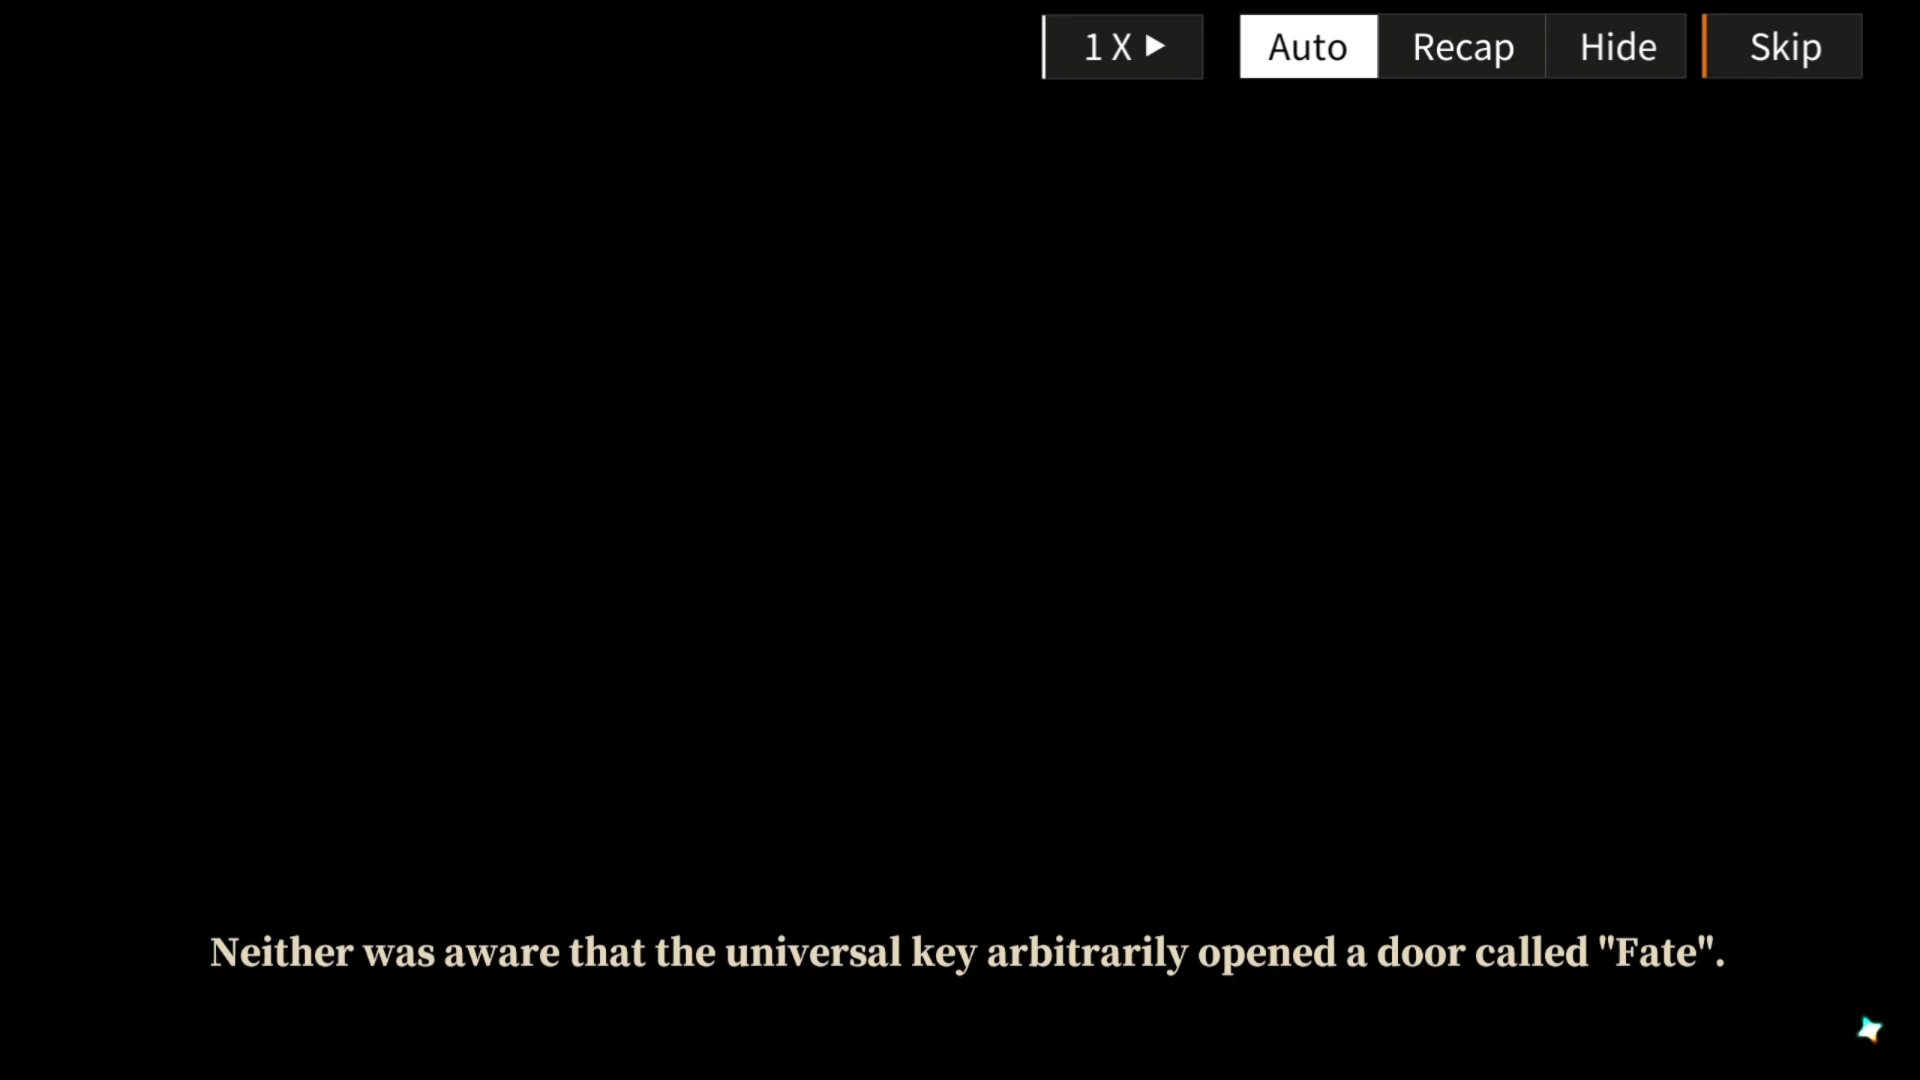 1 X ▶ Auto Recap Hide Skip
Neither was aware that the universal key arbitrarily opened a door called "Fate".